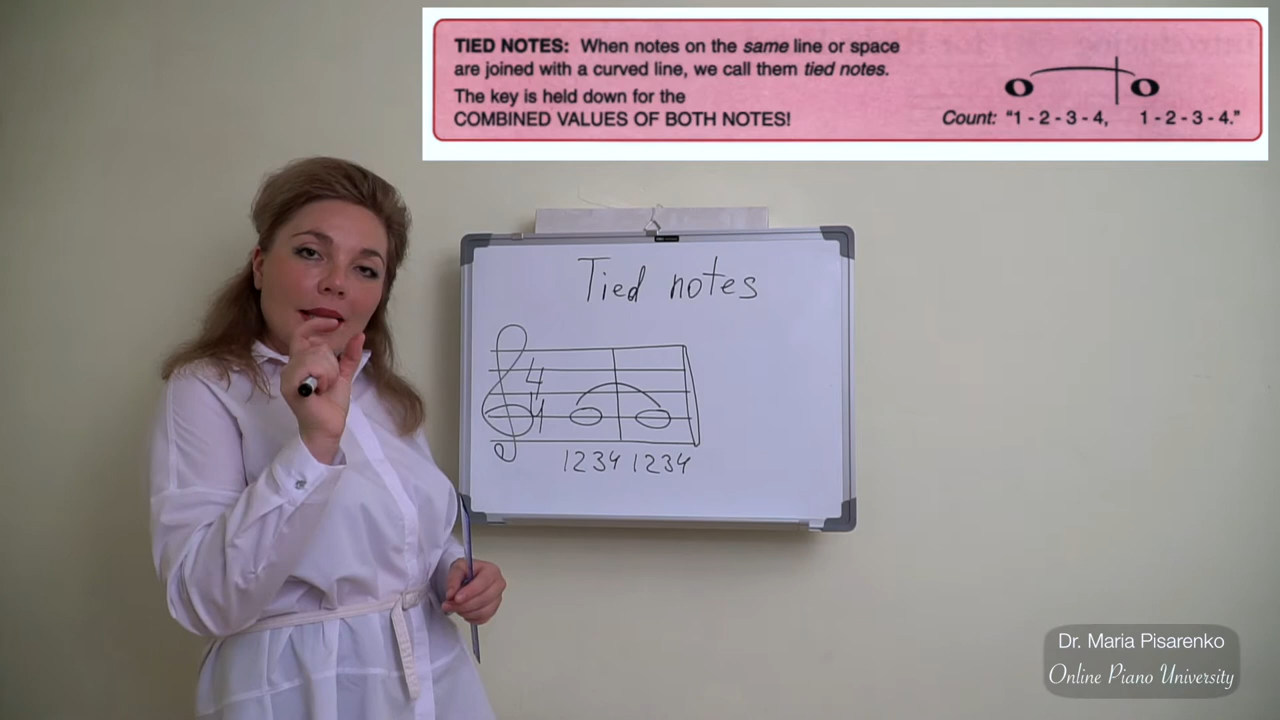 TIED NOTES: When notes on the same line or space
are joined with a curved line, we call them tied notes.
The key is held down for the
COMBINED VALUES OF BOTH NOTES!
Count: "1 - 2 - 3 - 4, 1 - 2 - 3 - 4."
Tied notes
4
4
1234 1234
Dr. Maria Pisarenko
Online Piano University